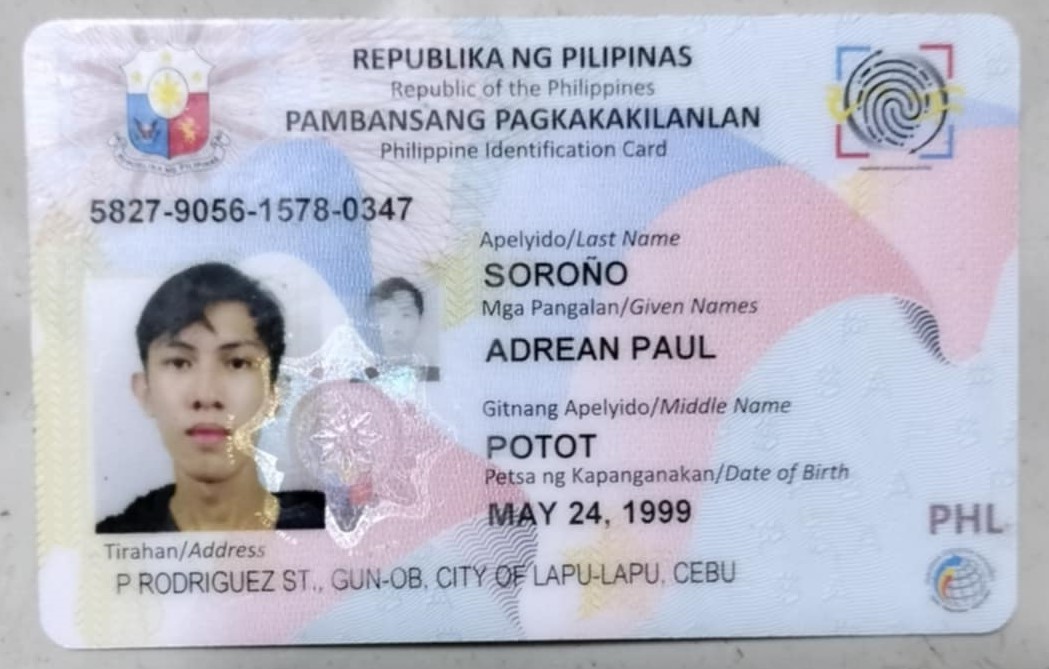 REPUBLIKA NG PILIPINAS
Republic of the Philippines
PAMBANSANG PAGKAKAKILANLAN
Philippine Identification Card
5827-9056-1578-0347
Apelyido/Last Name
SOROÑO
Mga Pangalan/Given Names
ADREAN PAUL
Gitnang Apelyido/Middle Name
POTOT
Petsa ng Kapanganakan/Date of Birth
MAY 24, 1999
PHL
Tirahan/Address
P RODRIGUEZ ST., GUN-OB, CITY OF LAPU-LAPU, CEBU